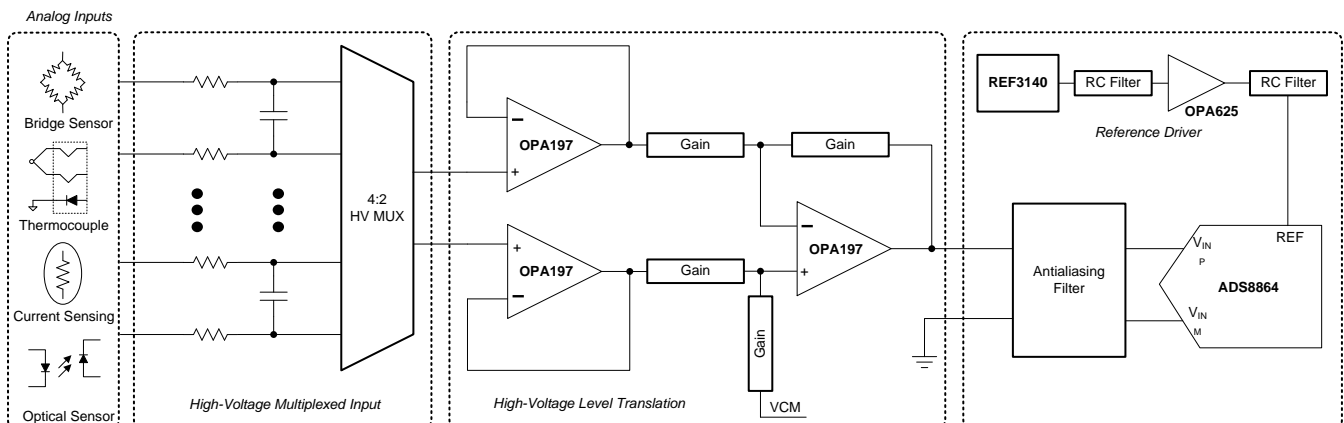 Analog Inputs
Bridge Sensor
Thermocouple
Current Sensing
Optical Sensor
4:2
HV MUX
High-Voltage Multiplexed Input
OPA197
OPA197
Gain
Gain
Gain
Gain
OPA197
VCM
High-Voltage Level Translation
REF3140
RC Filter
OPA625
RC Filter
Reference Driver
Antialiasing
Filter
REF
VIN
P
ADS8864
VIN
M